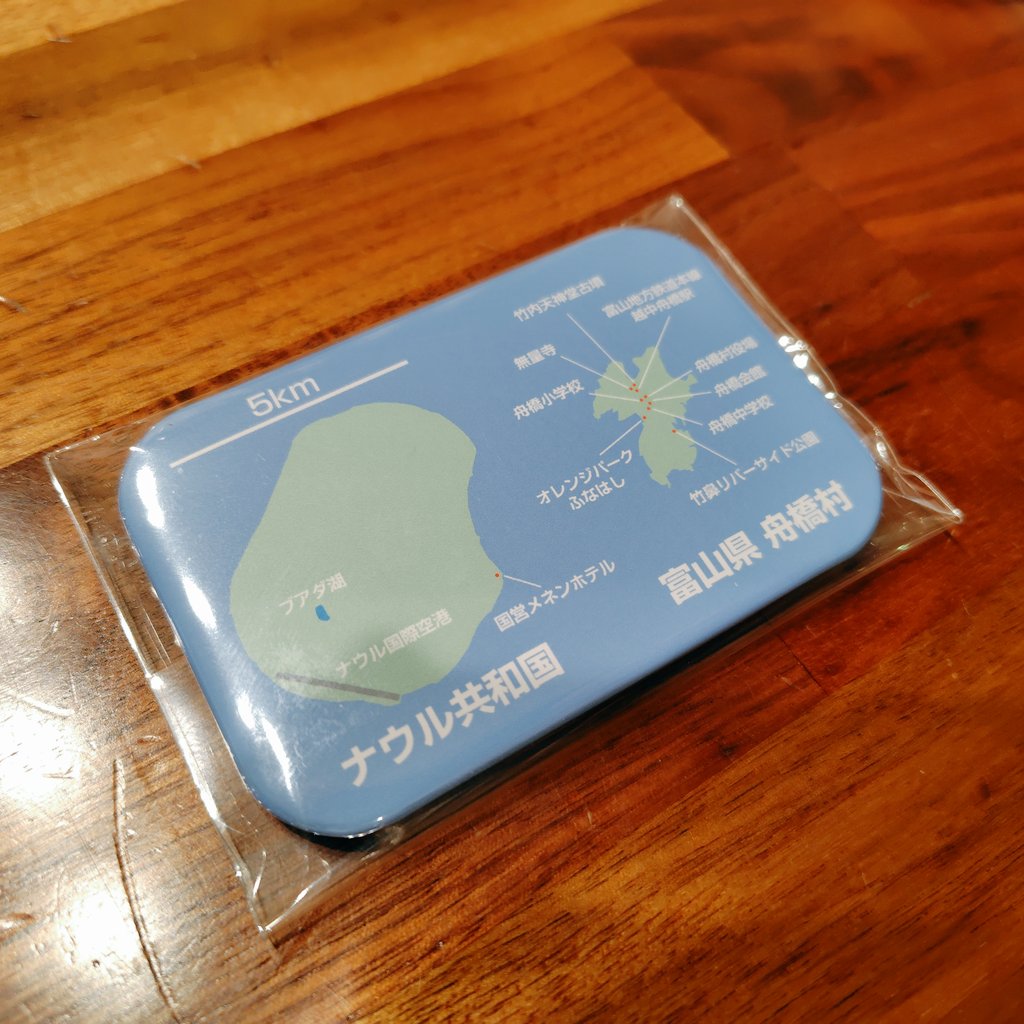 5km
竹内天神堂古墳
富山地方鉄道本線
越中舟橋駅
無量寺
舟橋村役場
舟橋小学校
舟橋会館
舟橋中学校
オレンジパーク
ふなはし
竹鼻リバーサイド公園
富山県 舟橋村
ブアダ湖
ナウル国際空港
国営メネンホテル
ナウル共和国